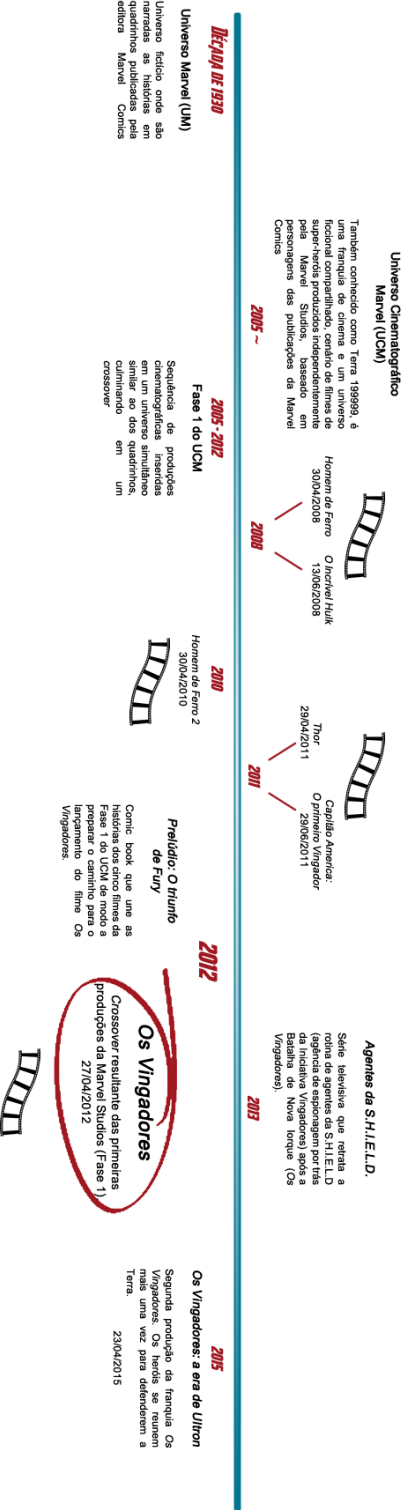 DÉCADA DE 1930
Universo Marvel (UM)
Universo fictício onde são
narradas as histórias em
quadrinhos publicadas pela
editora Marvel Comics
Universo Cinematográfico
Marvel (UCM)
Também conhecido como Terra 199999, é
uma franquia de cinema e um universo
ficcional compartilhado, cenário de filmes de
super-heróis produzidos independentemente
pela Marvel Studios, baseado em
personagens das publicações da Marvel
Comics
2005 ~
2005 - 2012
Fase 1 do UCM
Sequência de produções
cinematográficas inseridas
em um universo simultâneo
similar ao dos quadrinhos,
culminando em um
crossover
Homem de Ferro
30/04/2008
O Incrível Hulk
13/06/2008
2008
2010
Homem de Ferro 2
30/04/2010
Thor
29/04/2011
Capitão America:
O primeiro Vingador
29/06/2011
2011
Prelúdio: O triunfo
de Fury
Comic book que une as
histórias dos cinco filmes da
Fase 1 do UCM de modo a
preparar o caminho para o
lançamento do filme Os
Vingadores.
2012
Os Vingadores
Crossover resultante das primeiras
produções da Marvel Studios (Fase 1)
27/04/2012
Agentes da S.H.I.E.L.D.
Série televisiva que retrata a
rotina de agentes da S.H.I.E.L.D
(agência de espionagem por trás
da Iniciativa Vingadores) após a
Batalha de Nova Iorque (Os
Vingadores).
2013
2015
Os Vingadores: a era de Ultron
Segunda produção da franquia Os
Vingadores. Os heróis se reunem
mais uma vez para defenderem a
Terra.
23/04/2015